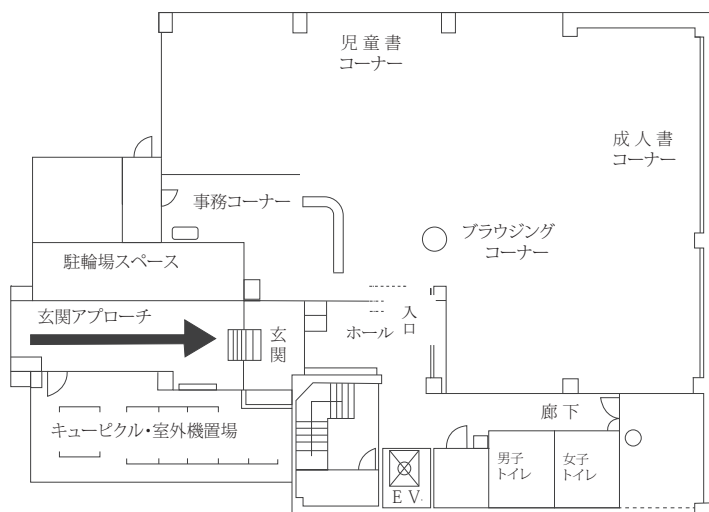 児童書
コーナー
成人書
コーナー
事務コーナー
ブラウジング
コーナー
駐輪場スペース
玄関アプローチ
玄関
ホール
入口
廊下
キュービクル・室外機置場
男子
トイレ
女子
トイレ
EV.